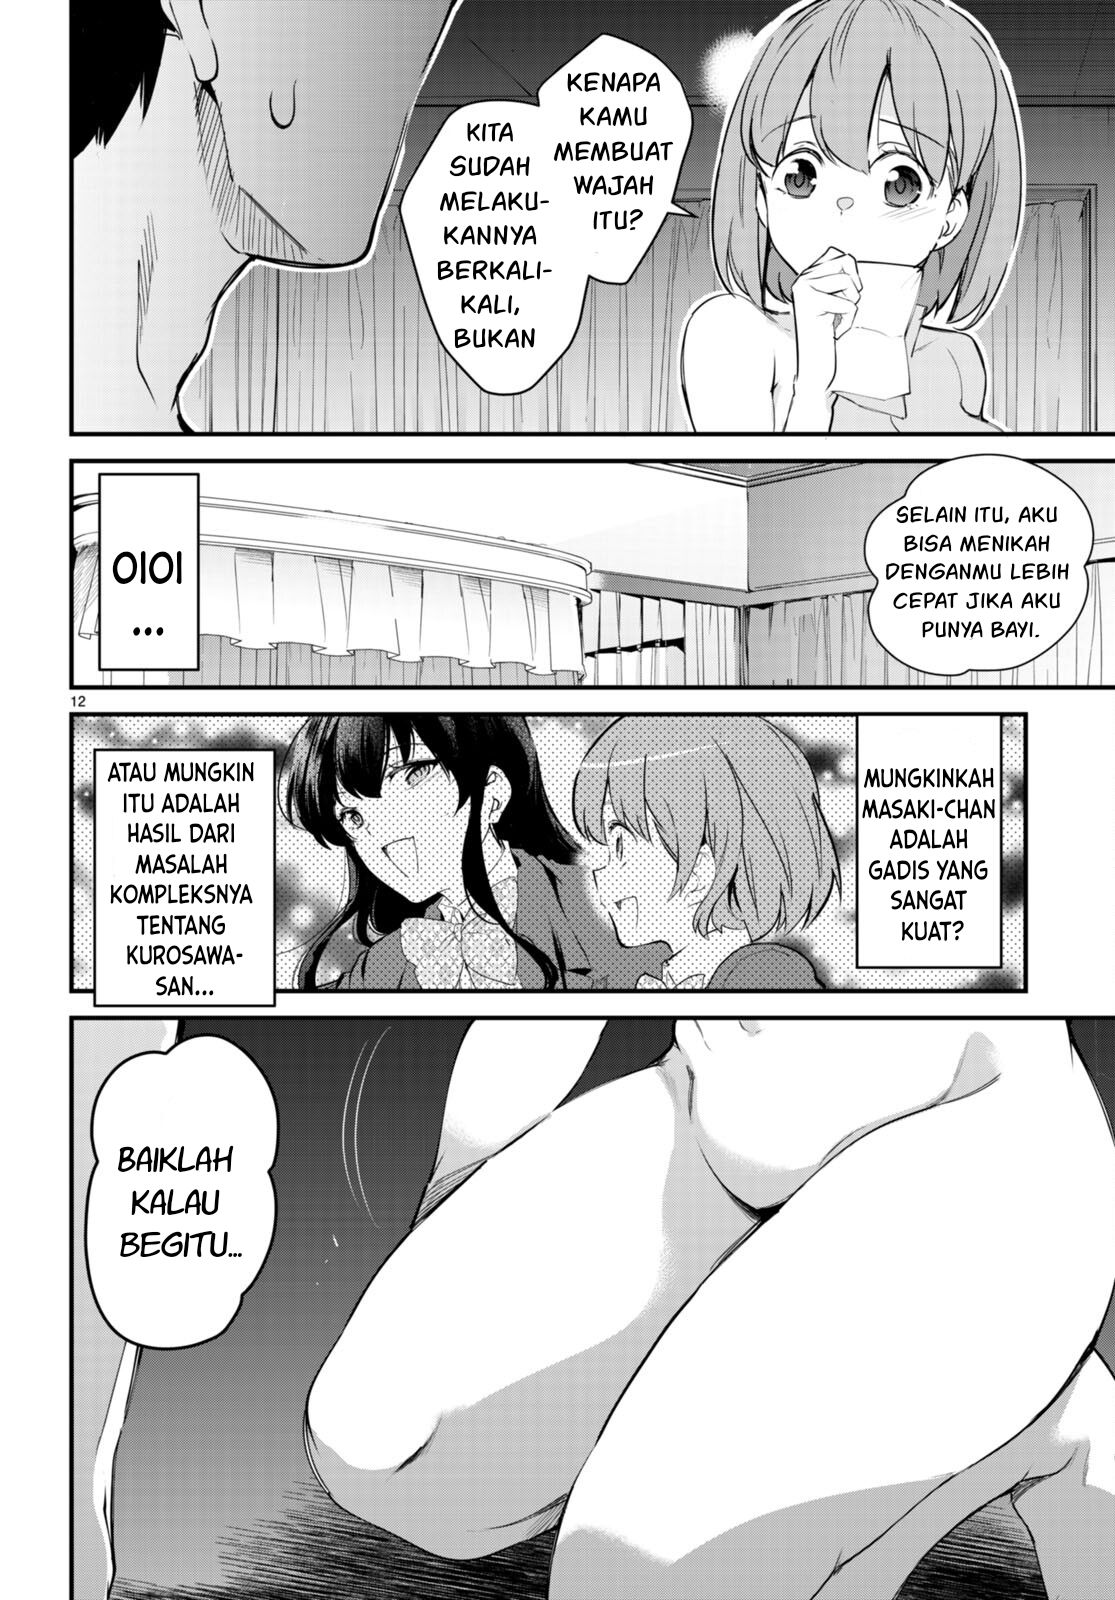 KENAPA
KAMU
MEMBUAT
WAJAH
ITU?
KITA
SUDAH
MELAKU-
KANNYA
BERKALI-
KALI,
BUKAN
SELAIN ITU, AKU
BISA MENIKAH
DENGANMU LEBIH
CEPAT JIKA AKU
PUNYA BAYI.
OIOI
...
12
MUNGKINKAH
MASAKI-CHAN
ADALAH
GADIS YANG
SANGAT
KUAT?
ATAU MUNGKIN
ITU ADALAH
HASIL DARI
MASALAH
KOMPLEKSNYA
TENTANG
KUROSAWA-
SAN...
BAIKLAH
KALAU
BEGITU...